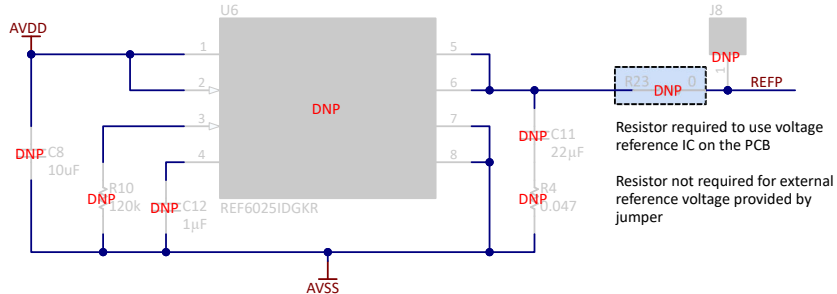 U6
J8
AVDD
1
5
DNP
R23
DNP
0
1
REFP
2
DNP
6
3
7
Resistor required to use voltage
reference IC on the PCB
DNP
C8
10uF
4
8
DNP
C11
22µF
Resistor not required for external
reference voltage provided by
jumper
DNP
R10
120k
DNP
C12
1µF
REF6025IDGKR
DNP
R4
0.047
AVSS